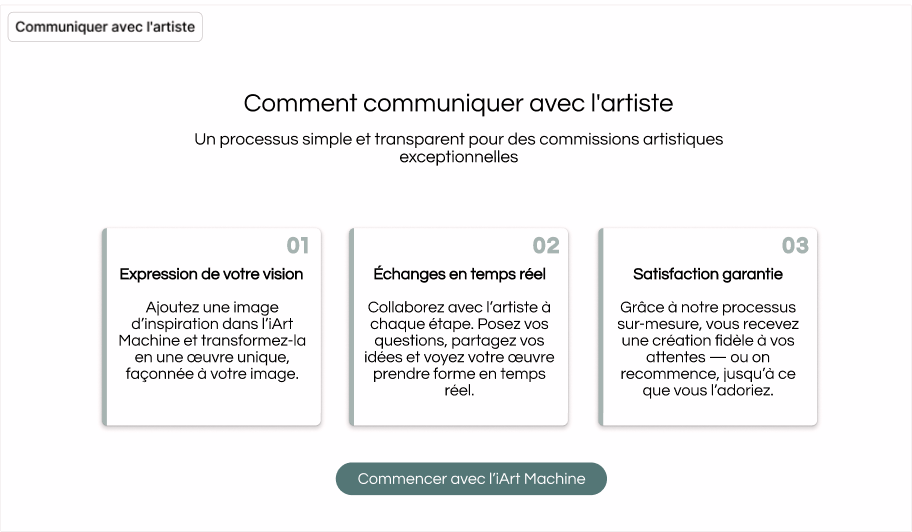 Communiquer avec l'artiste
Comment communiquer avec l'artiste
Un processus simple et transparent pour des commissions artistiques
exceptionnelles
01
Expression de votre vision
Ajoutez une image
d’inspiration dans l’iArt
Machine et transformez-la
en une œuvre unique,
façonnée à votre image.
02
Échanges en temps réel
Collaborez avec l’artiste à
chaque étape. Posez vos
questions, partagez vos
idées et voyez votre œuvre
prendre forme en temps
réel.
03
Satisfaction garantie
Grâce à notre processus
sur-mesure, vous recevez
une création fidèle à vos
attentes — ou on
recommence, jusqu’à ce
que vous l’adoriez.
Commencer avec l’iArt Machine